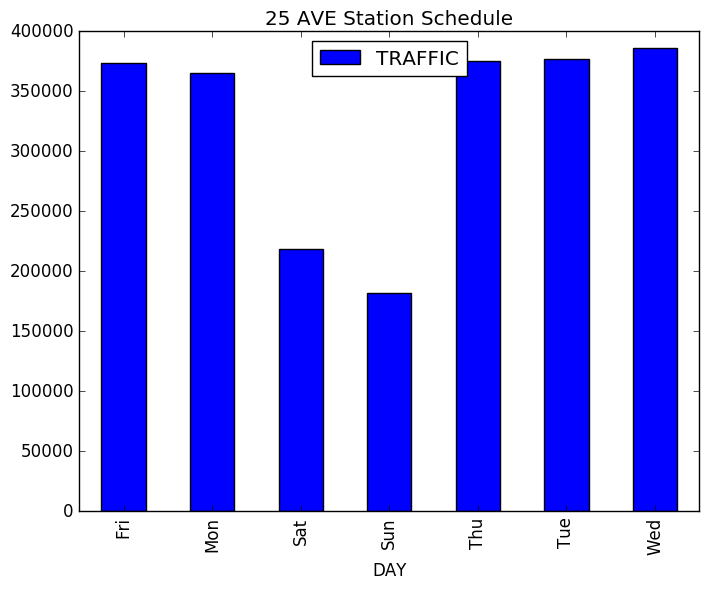 25 AVE Station Schedule
TRAFFIC
400000
350000
300000
250000
200000
150000
100000
50000
0
Fri
Mon
Sat
Sun
Thu
Tue
Wed
DAY